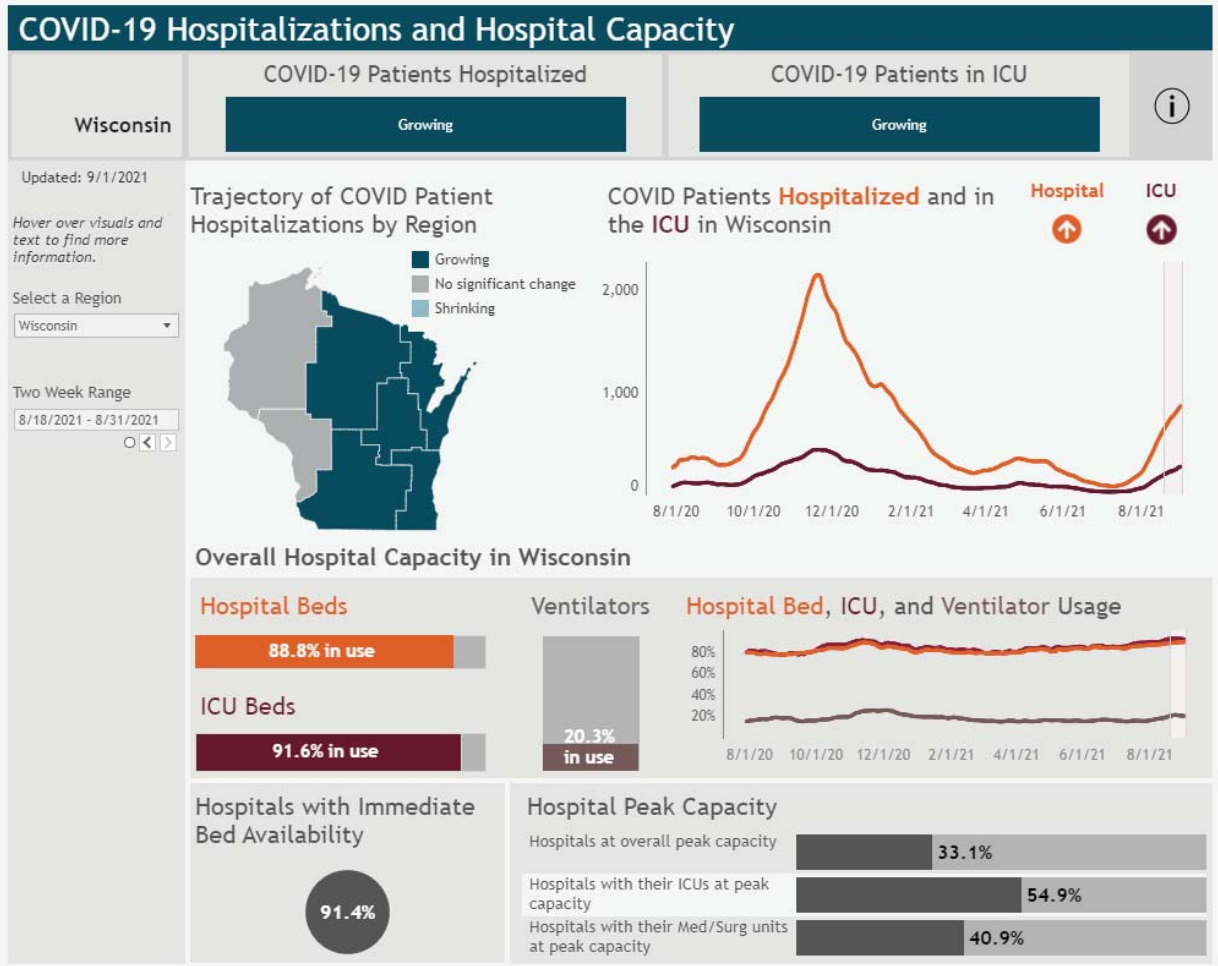 COVID-19 Hospitalizations and Hospital Capacity
Wisconsin
COVID-19 Patients Hospitalized
Growing
COVID-19 Patients in ICU
Growing
i
Updated: 9/1/2021
Hover over visuals and
text to find more
information.
Select a Region
Wisconsin
Two Week Range
8/18/2021 - 8/31/2021
Trajectory of COVID Patient
Hospitalizations by Region
Growing
No significant change
Shrinking
COVID Patients Hospitalized and in
the ICU in Wisconsin
Hospital
ICU
2,000
1,000
0
8/1/20 10/1/20 12/1/20 2/1/21 4/1/21 6/1/21 8/1/21
Overall Hospital Capacity in Wisconsin
Hospital Beds
88.8% in use
ICU Beds
91.6% in use
Ventilators
20.3%
in use
Hospital Bed, ICU, and Ventilator Usage
80%
60%
40%
20%
8/1/20 10/1/20 12/1/20 2/1/21 4/1/21 6/1/21 8/1/21
Hospitals with Immediate
Bed Availability
91.4%
Hospital Peak Capacity
Hospitals at overall peak capacity
33.1%
Hospitals with their ICUs at peak
capacity
54.9%
Hospitals with their Med/Surg units
at peak capacity
40.9%